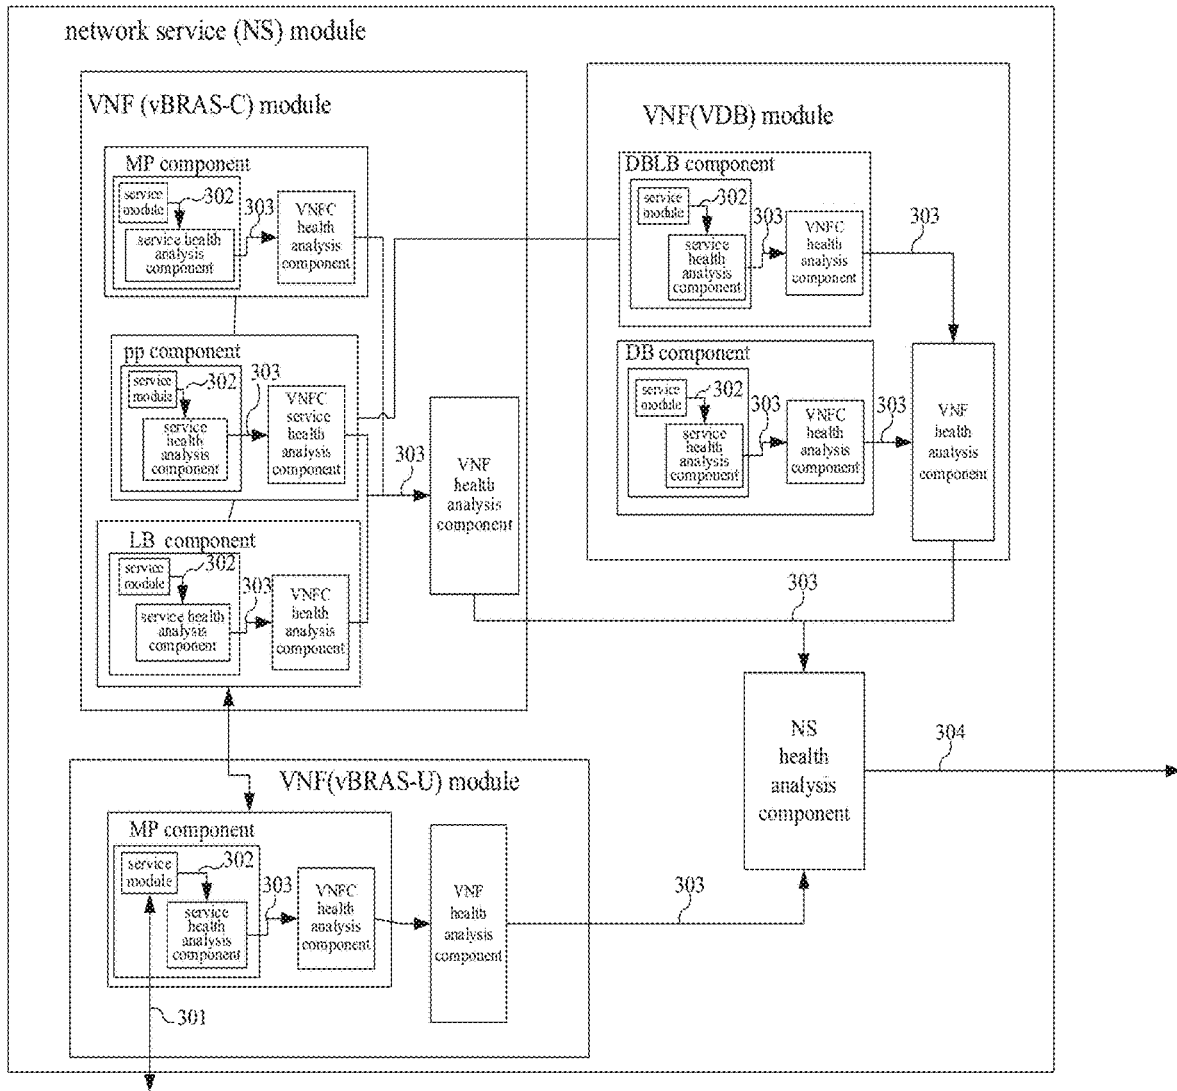 network service (NS) module
VNF (vBRAS-C) module
MP component
service
module
302
service health
analysis
component
303
VNFC
health
analysis
component
pp component
service
module
302
service
health
analysis
component
303
VNFC
service
health
analysis
component
303
VNF
health
analysis
component
LB component
service
module
302
service health
analysis
component
303
VNFC
health
analysis
component
VNF(VDB) module
DBLB component
service
module
302
service
health
analysis
component
303
VNFC
health
analysis
component
303
DB component
service
module
302
service
health
analysis
component
303
VNFC
health
analysis
component
303
VNF
health
analysis
component
303
NS
health
analysis
component
304
VNF(vBRAS-U) module
MP component
service
module
302
service
health
analysis
component
303
VNFC
health
analysis
component
VNF
health
analysis
component
303
301